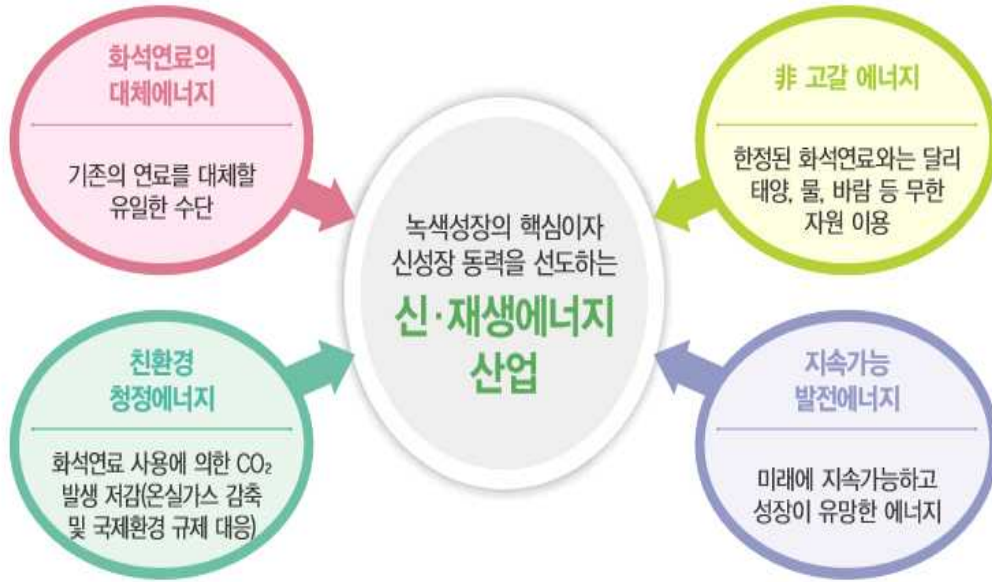 화석연료의
대체에너지
기존의 연료를 대체할
유일한 수단
非 고갈 에너지
한정된 화석연료와는 달리
태양, 물, 바람 등 무한
자원 이용
녹색성장의 핵심이자
신성장 동력을 선도하는
신·재생에너지
산업
친환경
청정에너지
화석연료 사용에 의한 CO₂
발생 저감(온실가스 감축
및 국제환경 규제 대응)
지속가능
발전에너지
미래에 지속가능하고
성장이 유망한 에너지